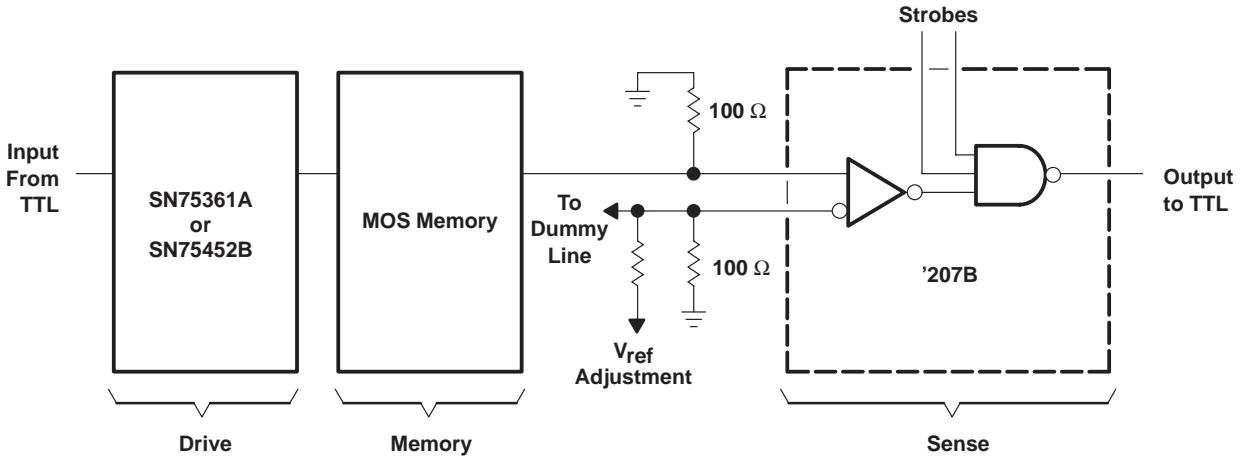 Strobes
100 Ω
Input
From
TTL
SN75361A
or
SN75452B
MOS Memory
To
Dummy
Line
100 Ω
’207B
Output
to TTL
Vref
Adjustment
Drive
Memory
Sense